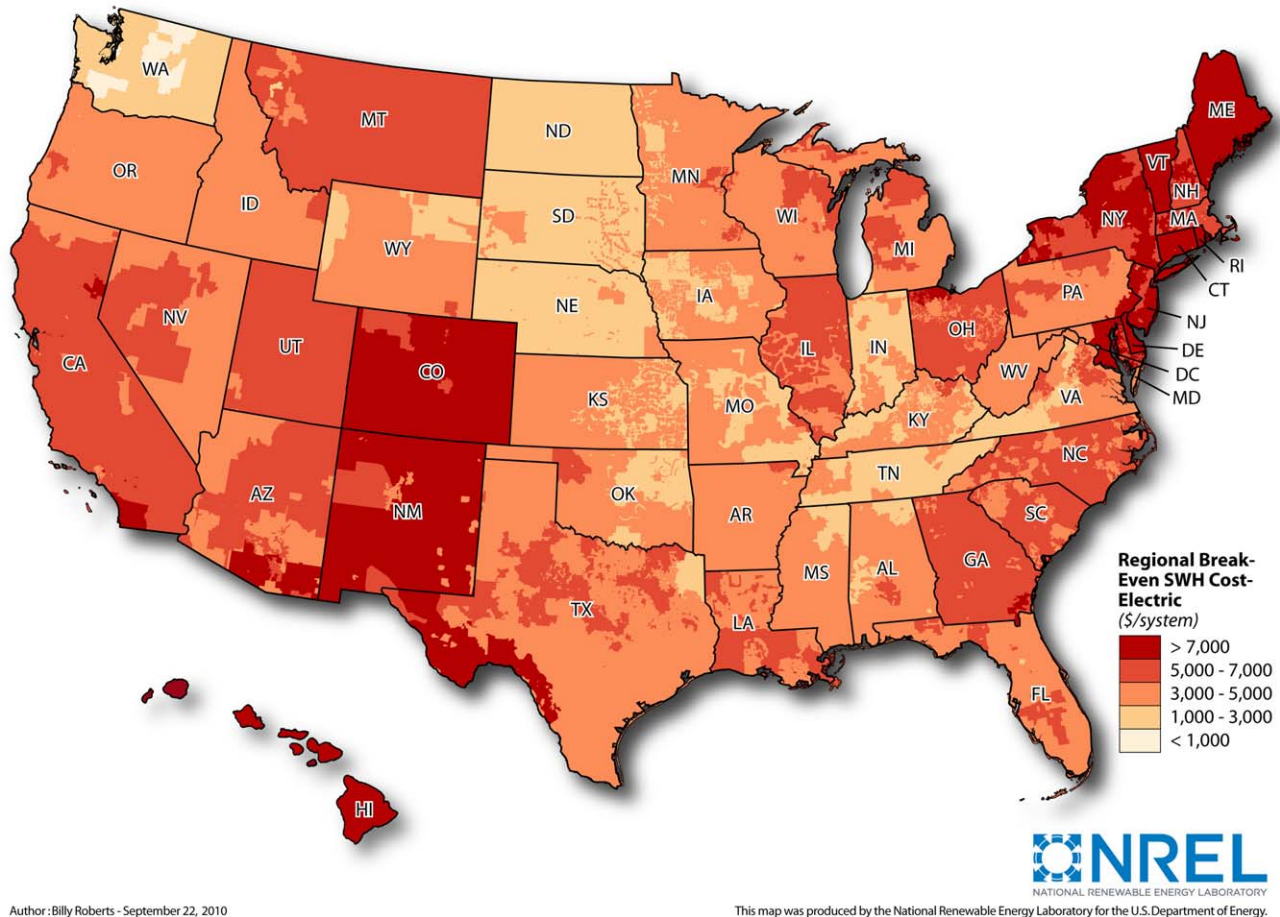 WA
MT
ND
MN
ME
VT
NH
OR
ID
WY
SD
WI
MI
NY
MA
RI
CT
NV
NE
IA
PA
NJ
DE
DC
MD
CA
UT
CO
KS
MO
IL
IN
OH
WV
VA
KY
AZ
NM
OK
AR
TN
NC
TX
LA
MS
AL
GA
SC
FL
HI
Regional Break-
Even SWH Cost-
Electric
($/system)
> 7,000
5,000 - 7,000
3,000 - 5,000
1,000 - 3,000
< 1,000
NREL
NATIONAL RENEWABLE ENERGY LABORATORY
Author : Billy Roberts - September 22, 2010
This map was produced by the National Renewable Energy Laboratory for the U.S. Department of Energy.